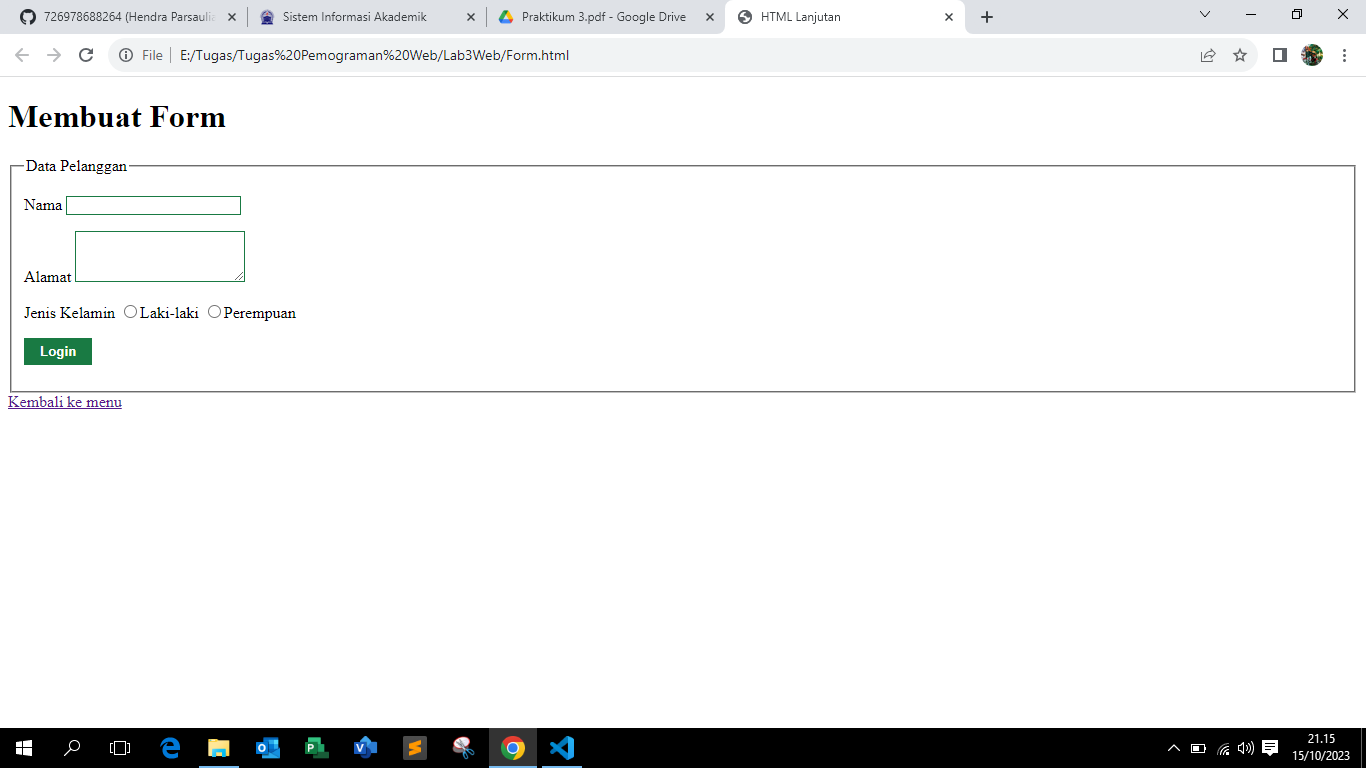 726978688264 (Hendra Parsaulia
Sistem Informasi Akademik
Praktikum 3.pdf - Google Drive
HTML Lanjutan
File
E:/Tugas/Tugas%20Pemograman%20Web/Lab3Web/Form.html
Membuat Form
Data Pelanggan
Nama
Alamat
Jenis Kelamin Laki-laki Perempuan
Login
Kembali ke menu
21.15
15/10/2023